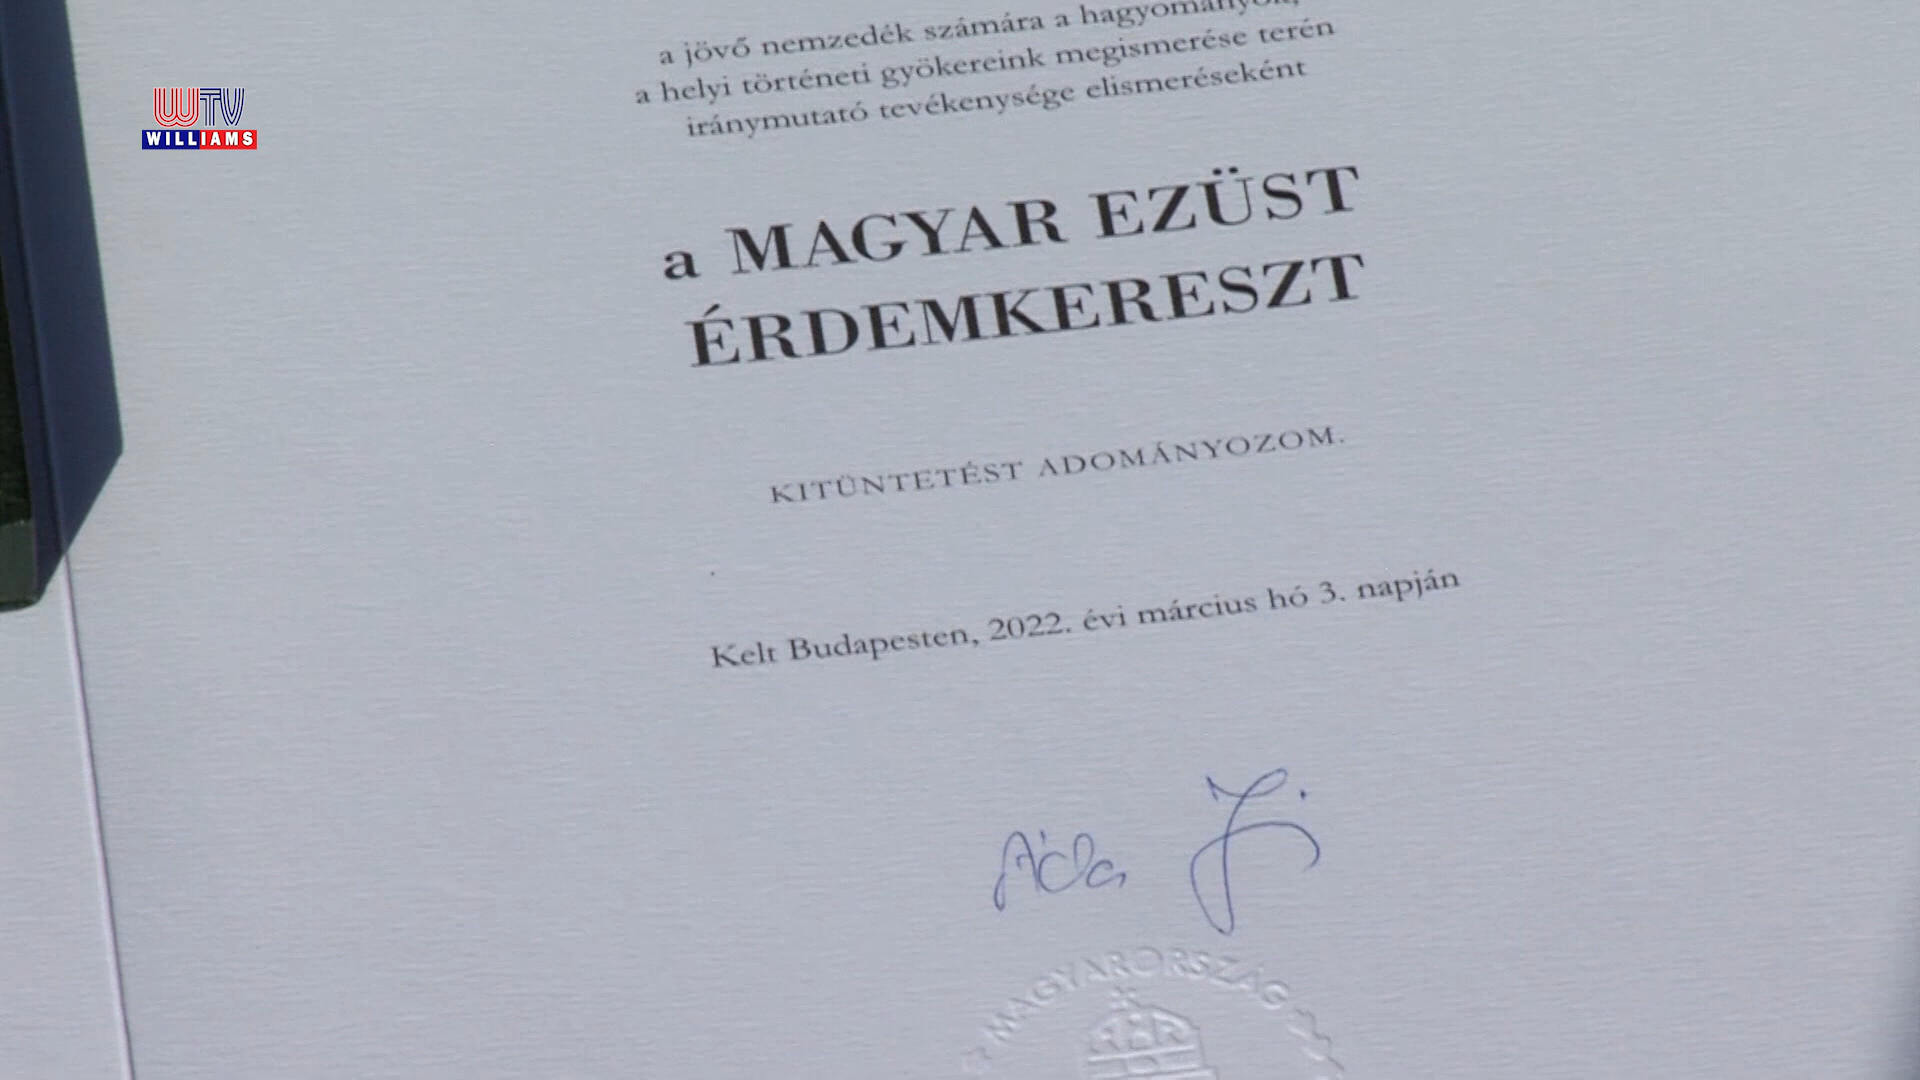 WTV
WILLIAMS
a jövő nemzedék számára a hagyományok,
a helyi történeti gyökereink megismerése terén
iránymutató tevékenysége elismeréseként
a MAGYAR EZÜST
ÉRDEMKERESZT
KITÜNTETÉST ADOMÁNYOZOM.
Kelt Budapesten, 2022. évi március hó 3. napján
MAGYARORSZÁG